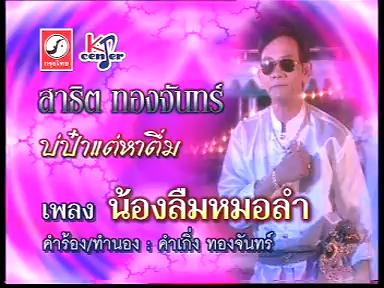 กรุงไทย
K center
สาธิต ทองจันทร์
บ่ป๋าแต่หาดื่ม
เพลง น้องลืมหมอลำ
คำร้อง/ทำนอง : คำเกิ่ง ทองจันทร์